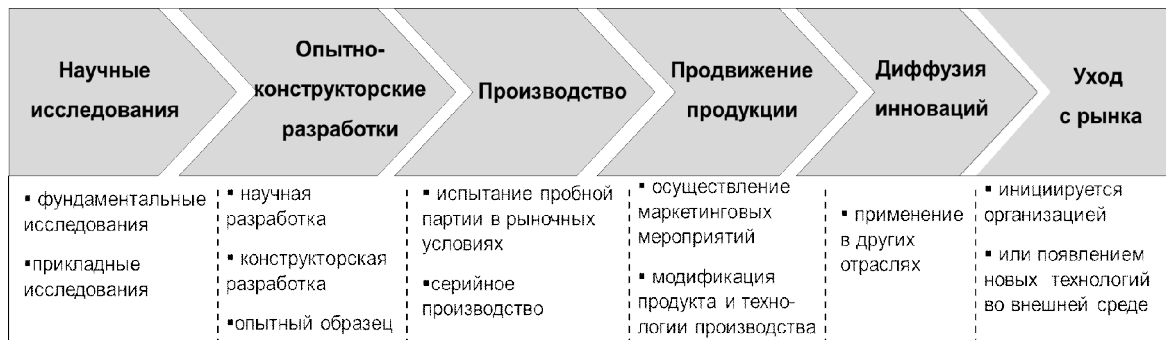 Научные
исследования
Опытно-
конструкторские
разработки
Производство
Продвижение
продукции
Диффузия
инноваций
Уход
с рынка
▪ фундаментальные
исследования
▪прикладные
исследования
▪ научная
разработка
▪ конструкторская
разработка
▪опытный образец
▪ испытание пробной
партии в рыночных
условиях
▪серийное
производство
▪ осуществление
маркетинговых
мероприятий
▪ модификация
продукта и техно-
логии производства
▪ применение
в других
отраслях
▪ инициируется
организацией
▪ или появлением
новых технологий
во внешней среде